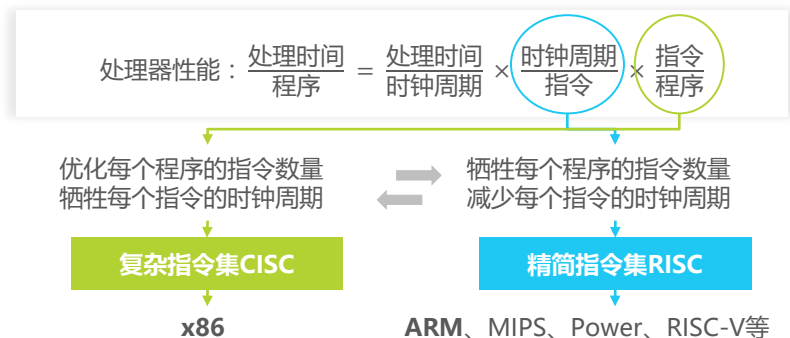 处理器性能：处理时间/程序 = 处理时间/时钟周期 × 时钟周期/指令 × 指令/程序
优化每个程序的指令数量
牺牲每个指令的时钟周期
牺牲每个程序的指令数量
减少每个指令的时钟周期
复杂指令集CISC
精简指令集RISC
x86
ARM、MIPS、Power、RISC-V等